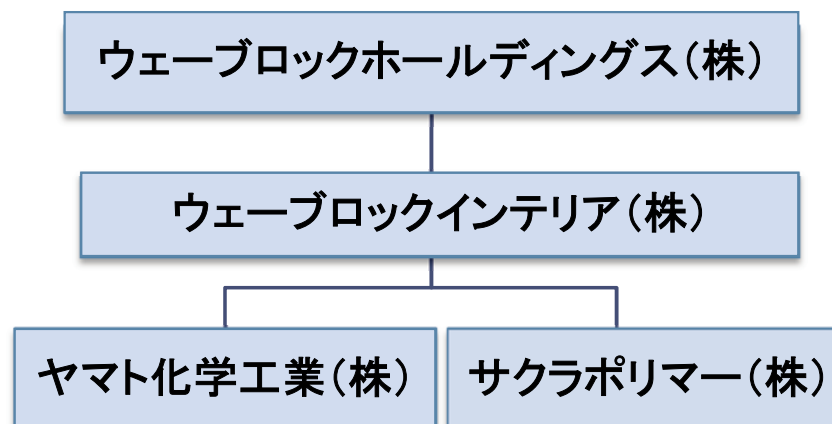 ウェーブロックホールディングス（株）
ウェーブロックインテリア（株）
ヤマト化学工業（株）
サクラポリマー（株）